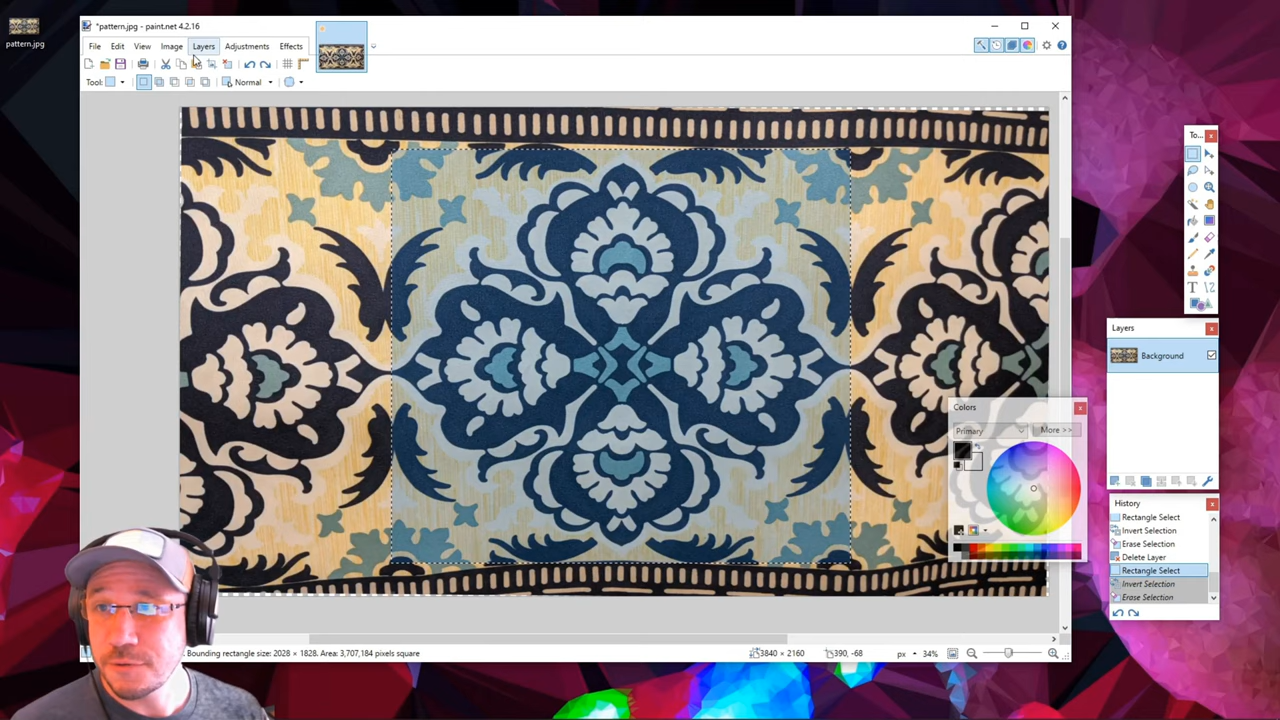 pattern.jpg
*pattern.jpg - paint.net 4.2.16
File Edit View Image Layers Adjustments Effects
Tool:
Normal
To...
Layers
Background
Colors
Primary
More >>
History
Rectangle Select
Invert Selection
Erase Selection
Delete Layer
Rectangle Select
Invert Selection
Erase Selection
Bounding rectangle size: 2028 × 1828. Area: 3,707,184 pixels square
3840 × 2160
390, -68
px
34%